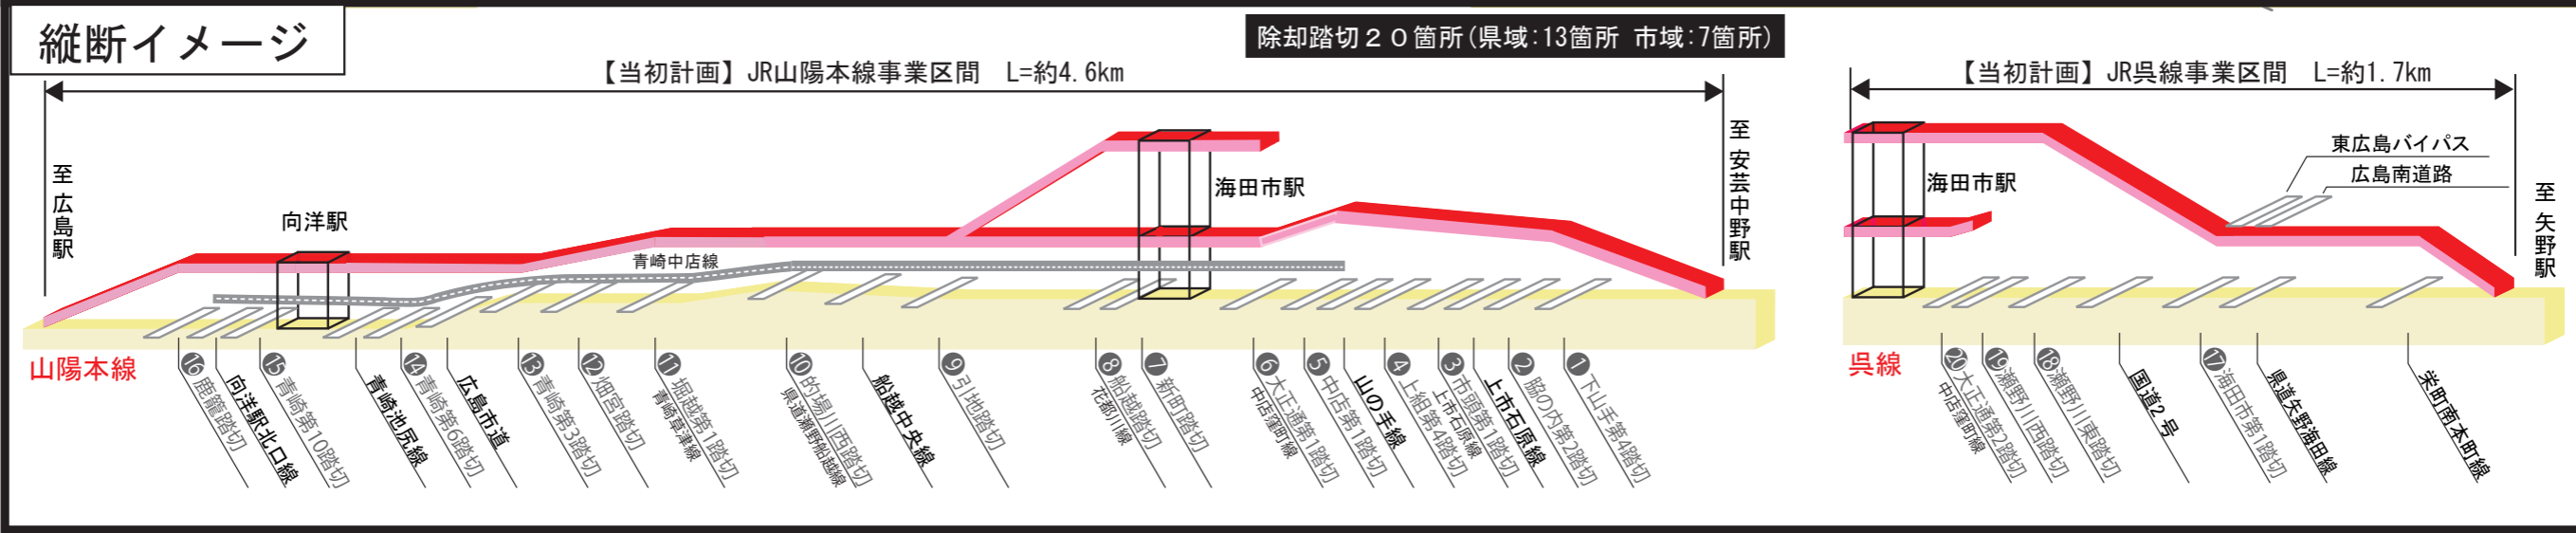 縦断イメージ
除却踏切20箇所(県域:13箇所 市域:7箇所)
【当初計画】JR山陽本線事業区間 L=約4.6km
【当初計画】JR呉線事業区間 L=約1.7km
至 広島駅
向洋駅
青崎中店線
海田市駅
至 安芸中野駅
海田市駅
東広島バイパス
広島南道路
至 矢野駅
山陽本線
⑯鹿籠踏切
向洋駅北口線
⑮青崎第10踏切
青崎池尻線
⑭青崎第6踏切
広島市道
⑬青崎第3踏切
⑫畑宮踏切
⑪堀越第1踏切
青崎草津線
⑩的場川西踏切
県道瀬野船越線
船越中央線
⑨引地踏切
⑧船越踏切
花都川線
⑦新町踏切
⑥大正通第1踏切
中店窪町線
⑤中店第1踏切
山の手線
④上組第4踏切
③市頭第1踏切
上市石原線
上市石原線
②脇の内第2踏切
①下山手第4踏切
呉線
⑳大正通第2踏切
中店窪町線
⑲瀬野川西踏切
⑱瀬野川東踏切
国道2号
⑰海田市第1踏切
県道矢野海田線
栄町南本町線